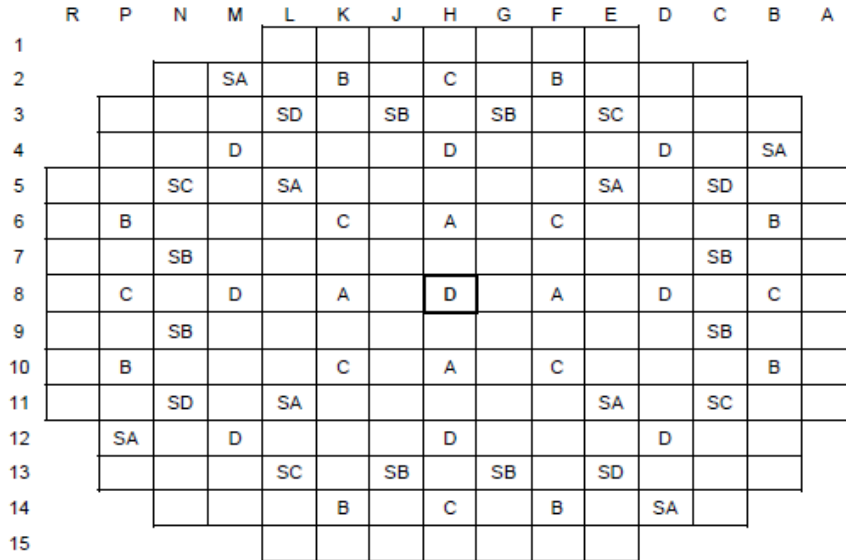 R P N M L K J H G F E D C B A
1
2 SA B C B
3 SD SB SB SC
4 D D D SA
5 SC SA SA SD
6 B C A C B
7 SB SB
8 C D A D A D C
9 SB SB
10 B C A C B
11 SD SA SA SC
12 SA D D D
13 SC SB SB SD
14 B C B SA
15